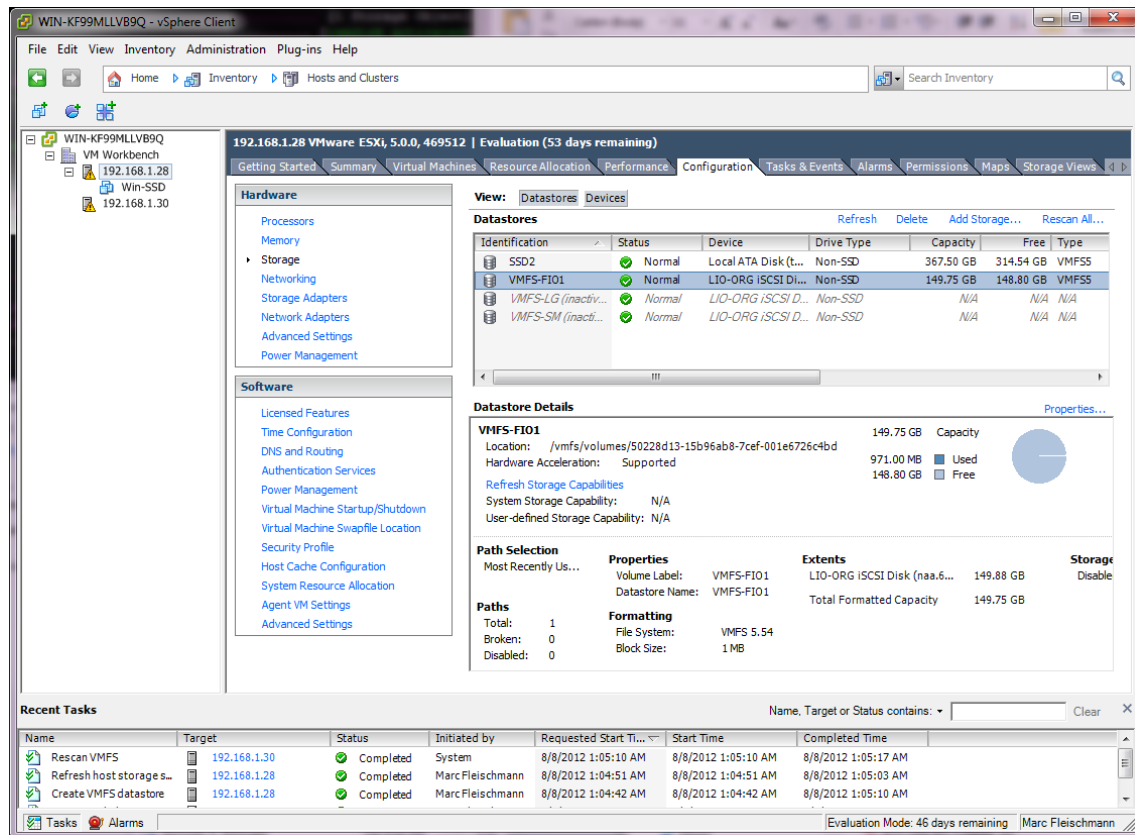 WIN-KF99MLLVB9Q - vSphere Client
File Edit View Inventory Administration Plug-ins Help
Home Inventory Hosts and Clusters Search Inventory
WIN-KF99MLLVB9Q
VM Workbench
192.168.1.28
Win-SSD
192.168.1.30
192.168.1.28 VMware ESXi, 5.0.0, 469512 | Evaluation (53 days remaining)
Getting Started Summary Virtual Machines Resource Allocation Performance Configuration Tasks & Events Alarms Permissions Maps Storage Views
Hardware
Processors
Memory
Storage
Networking
Storage Adapters
Network Adapters
Advanced Settings
Power Management
Software
Licensed Features
Time Configuration
DNS and Routing
Authentication Services
Power Management
Virtual Machine Startup/Shutdown
Virtual Machine Swapfile Location
Security Profile
Host Cache Configuration
System Resource Allocation
Agent VM Settings
Advanced Settings
View: Datastores Devices
Datastores Refresh Delete Add Storage... Rescan All...
Identification Status Device Drive Type Capacity Free Type
SSD2 Normal Local ATA Disk (t... Non-SSD 367.50 GB 314.54 GB VMFS5
VMFS-FIO1 Normal LIO-ORG iSCSI Di... Non-SSD 149.75 GB 148.80 GB VMFS5
VMFS-LG (inactiv... Normal LIO-ORG iSCSI D... Non-SSD N/A N/A N/A
VMFS-SM (inacti... Normal LIO-ORG iSCSI D... Non-SSD N/A N/A N/A
Datastore Details Properties...
VMFS-FIO1 149.75 GB Capacity
Location: /vmfs/volumes/50228d13-15b96ab8-7cef-001e6726c4bd
Hardware Acceleration: Supported 971.00 MB Used
148.80 GB Free
Refresh Storage Capabilities
System Storage Capability: N/A
User-defined Storage Capability: N/A
Path Selection
Most Recently Us...
Paths
Total: 1
Broken: 0
Disabled: 0
Properties
Volume Label: VMFS-FIO1
Datastore Name: VMFS-FIO1
Formatting
File System: VMFS 5.54
Block Size: 1 MB
Extents
LIO-ORG iSCSI Disk (naa.6... 149.88 GB
Total Formatted Capacity 149.75 GB
Storage
Disable
Recent Tasks Name, Target or Status contains: Clear
Name Target Status Initiated by Requested Start Ti... Start Time Completed Time
Rescan VMFS 192.168.1.30 Completed System 8/8/2012 1:05:10 AM 8/8/2012 1:05:10 AM 8/8/2012 1:05:17 AM
Refresh host storage s... 192.168.1.28 Completed Marc Fleischmann 8/8/2012 1:04:51 AM 8/8/2012 1:04:51 AM 8/8/2012 1:05:03 AM
Create VMFS datastore 192.168.1.28 Completed Marc Fleischmann 8/8/2012 1:04:42 AM 8/8/2012 1:04:42 AM 8/8/2012 1:05:10 AM
Tasks Alarms Evaluation Mode: 46 days remaining Marc Fleischmann